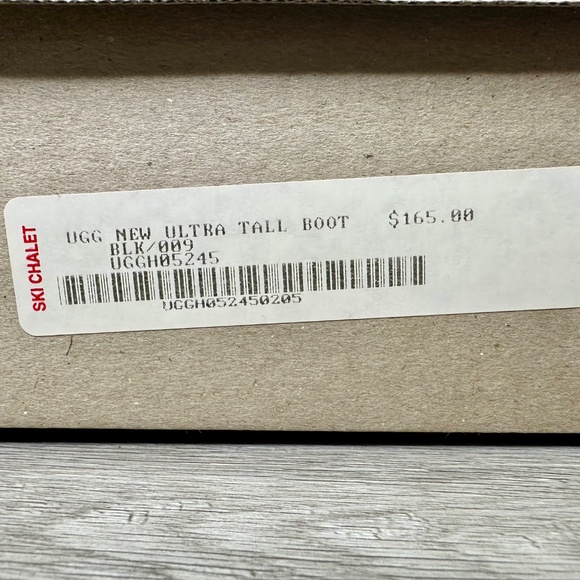 SKI CHALET
UGG NEW ULTRA TALL BOOT $165.00
BLK/009
UGGH05245
UGGH052450205